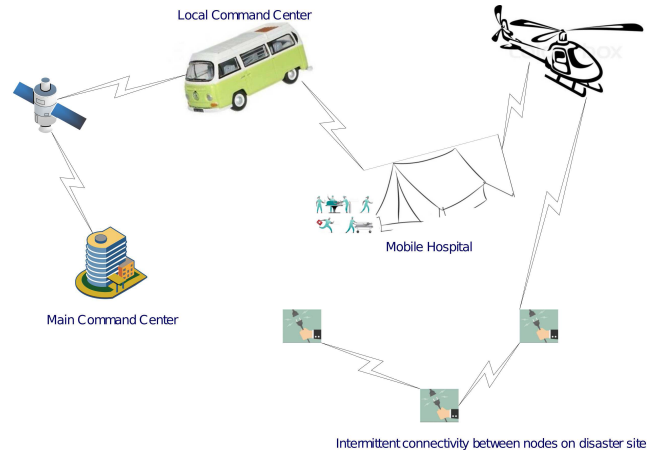 Local Command Center
Mobile Hospital
Main Command Center
Intermittent connectivity between nodes on disaster site